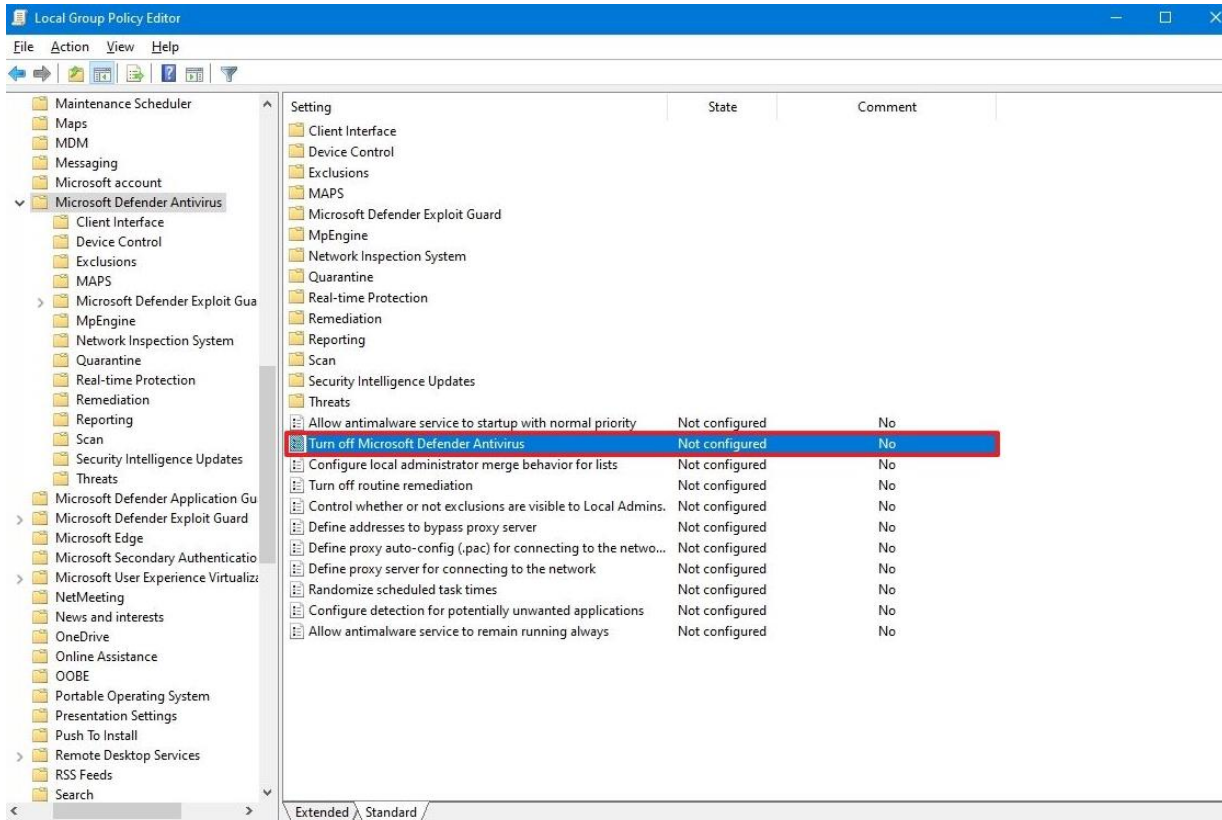 Local Group Policy Editor
File Action View Help
Maintenance Scheduler
Maps
MDM
Messaging
Microsoft account
Microsoft Defender Antivirus
Client Interface
Device Control
Exclusions
MAPS
Microsoft Defender Exploit Gua
MpEngine
Network Inspection System
Quarantine
Real-time Protection
Remediation
Reporting
Scan
Security Intelligence Updates
Threats
Microsoft Defender Application Gu
Microsoft Defender Exploit Guard
Microsoft Edge
Microsoft Secondary Authenticatio
Microsoft User Experience Virtualiza
NetMeeting
News and interests
OneDrive
Online Assistance
OOBE
Portable Operating System
Presentation Settings
Push To Install
Remote Desktop Services
RSS Feeds
Search
Setting State Comment
Client Interface
Device Control
Exclusions
MAPS
Microsoft Defender Exploit Guard
MpEngine
Network Inspection System
Quarantine
Real-time Protection
Remediation
Reporting
Scan
Security Intelligence Updates
Threats
Allow antimalware service to startup with normal priority Not configured No
Turn off Microsoft Defender Antivirus Not configured No
Configure local administrator merge behavior for lists Not configured No
Turn off routine remediation Not configured No
Control whether or not exclusions are visible to Local Admins. Not configured No
Define addresses to bypass proxy server Not configured No
Define proxy auto-config (.pac) for connecting to the netwo... Not configured No
Define proxy server for connecting to the network Not configured No
Randomize scheduled task times Not configured No
Configure detection for potentially unwanted applications Not configured No
Allow antimalware service to remain running always Not configured No
Extended Standard